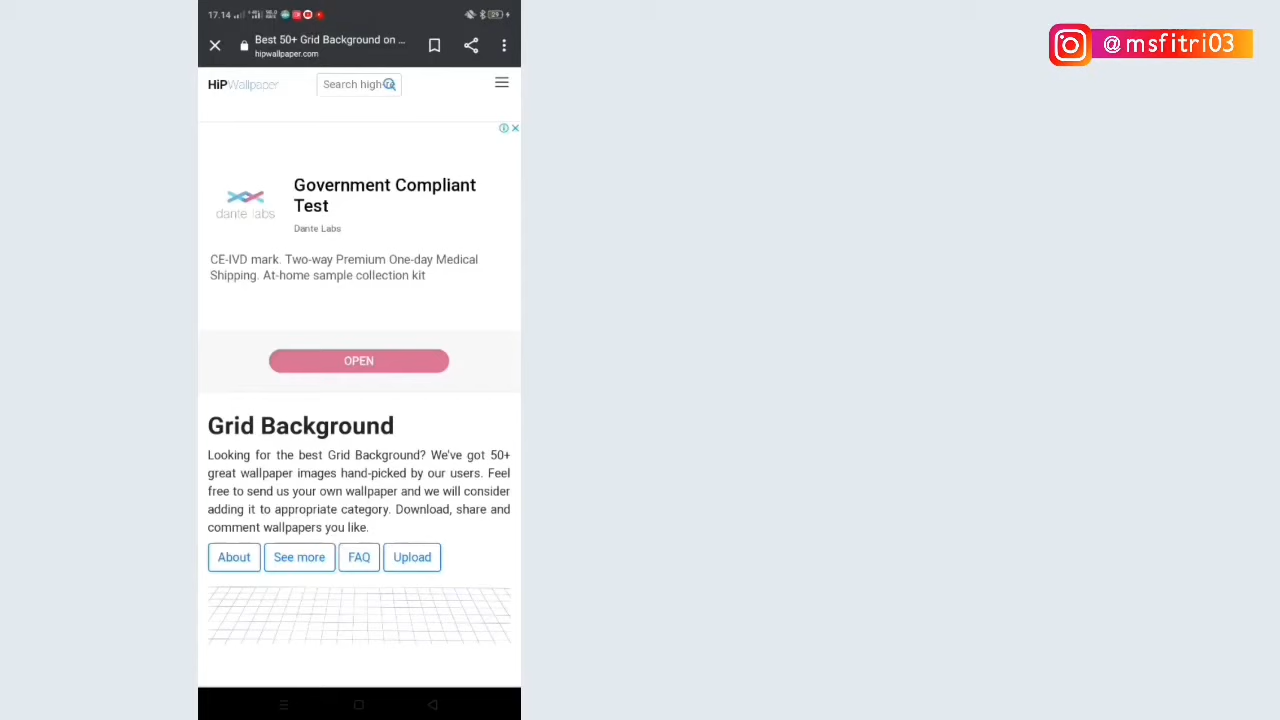 17.14
Best 50+ Grid Background on ...
hipwallpaper.com
@msfitri03
HiPWallpaper
Search high-re
Government Compliant
Test
dante labs
Dante Labs
CE-IVD mark. Two-way Premium One-day Medical
Shipping. At-home sample collection kit
OPEN
Grid Background
Looking for the best Grid Background? We've got 50+
great wallpaper images hand-picked by our users. Feel
free to send us your own wallpaper and we will consider
adding it to appropriate category. Download, share and
comment wallpapers you like.
About See more FAQ Upload